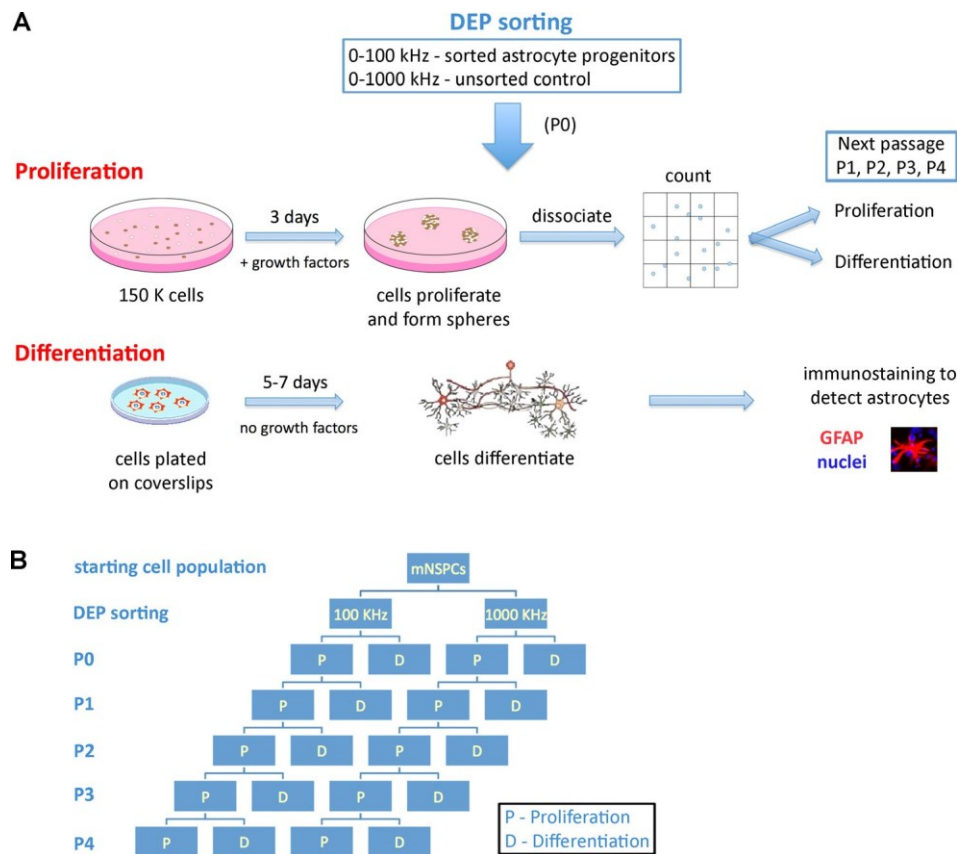 A
DEP sorting
0-100 kHz - sorted astrocyte progenitors
0-1000 kHz - unsorted control
(P0)
Proliferation
150 K cells
3 days
+ growth factors
cells proliferate
and form spheres
dissociate
count
Next passage
P1, P2, P3, P4
Proliferation
Differentiation
Differentiation
cells plated
on coverslips
5-7 days
no growth factors
cells differentiate
immunostaining to
detect astrocytes
GFAP
nuclei
B
starting cell population
mNSPCs
DEP sorting
100 KHz
1000 KHz
P0
P
D
P
D
P1
P
D
P
D
P2
P
D
P
D
P3
P
D
P
D
P4
P
D
P
D
P - Proliferation
D - Differentiation